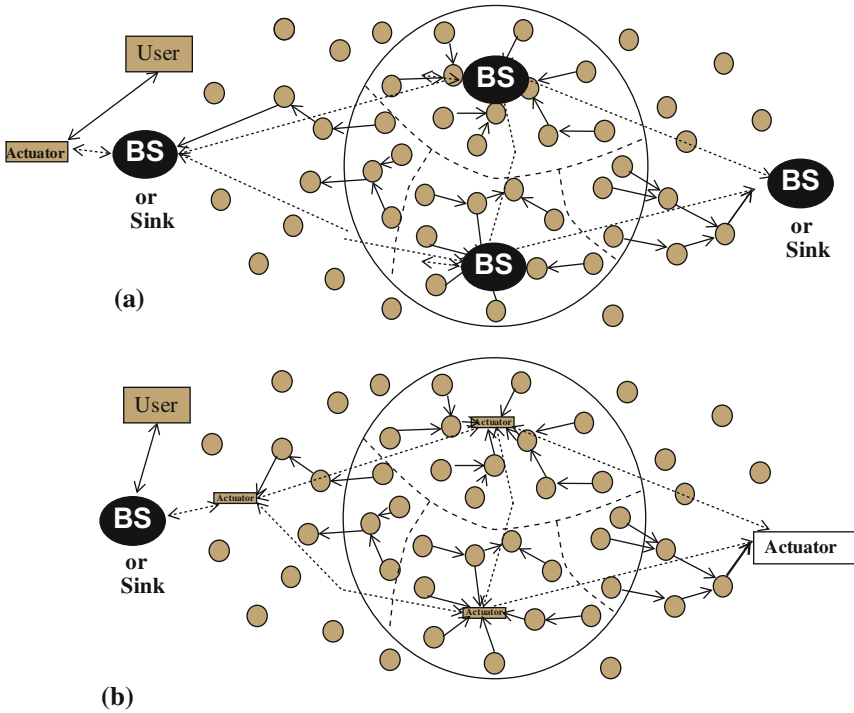 User
BS
Actuator
BS
or
Sink
BS
or
Sink
BS
(a)
User
Actuator
Actuator
BS
or
Sink
Actuator
Actuator
(b)